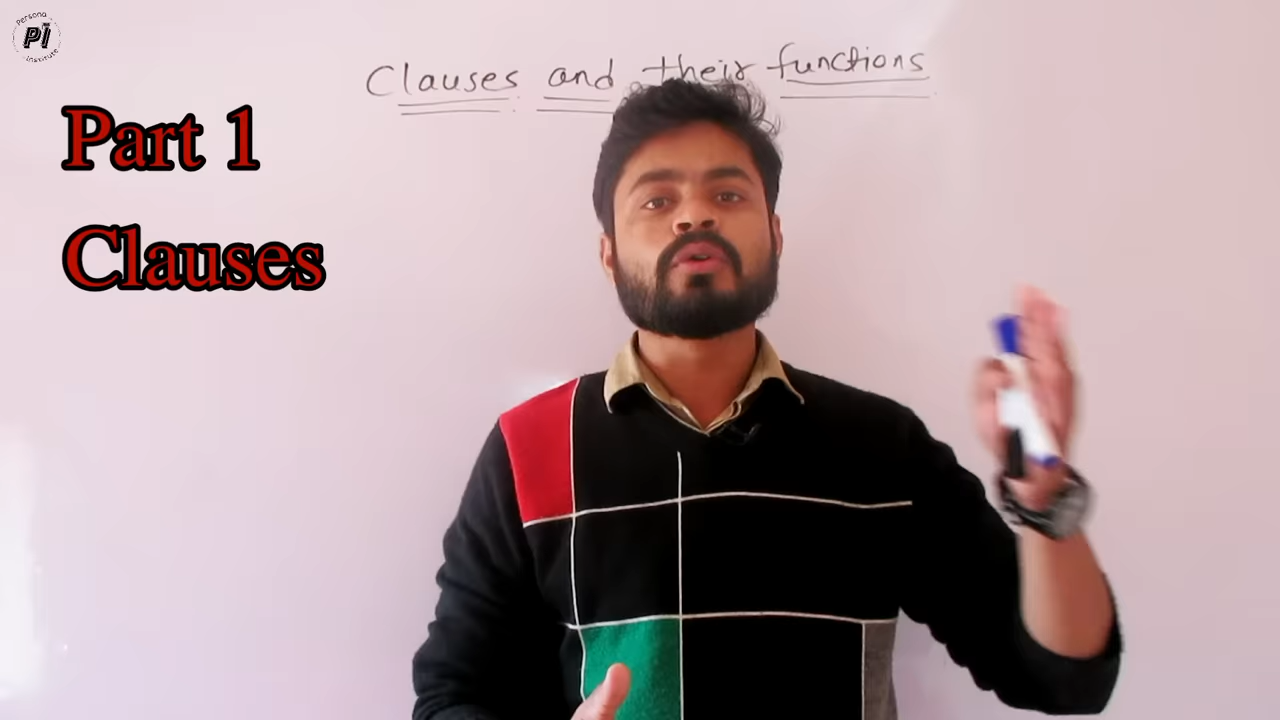 Persona
Pi
Institute
Clauses and their functions
Part 1
Clauses